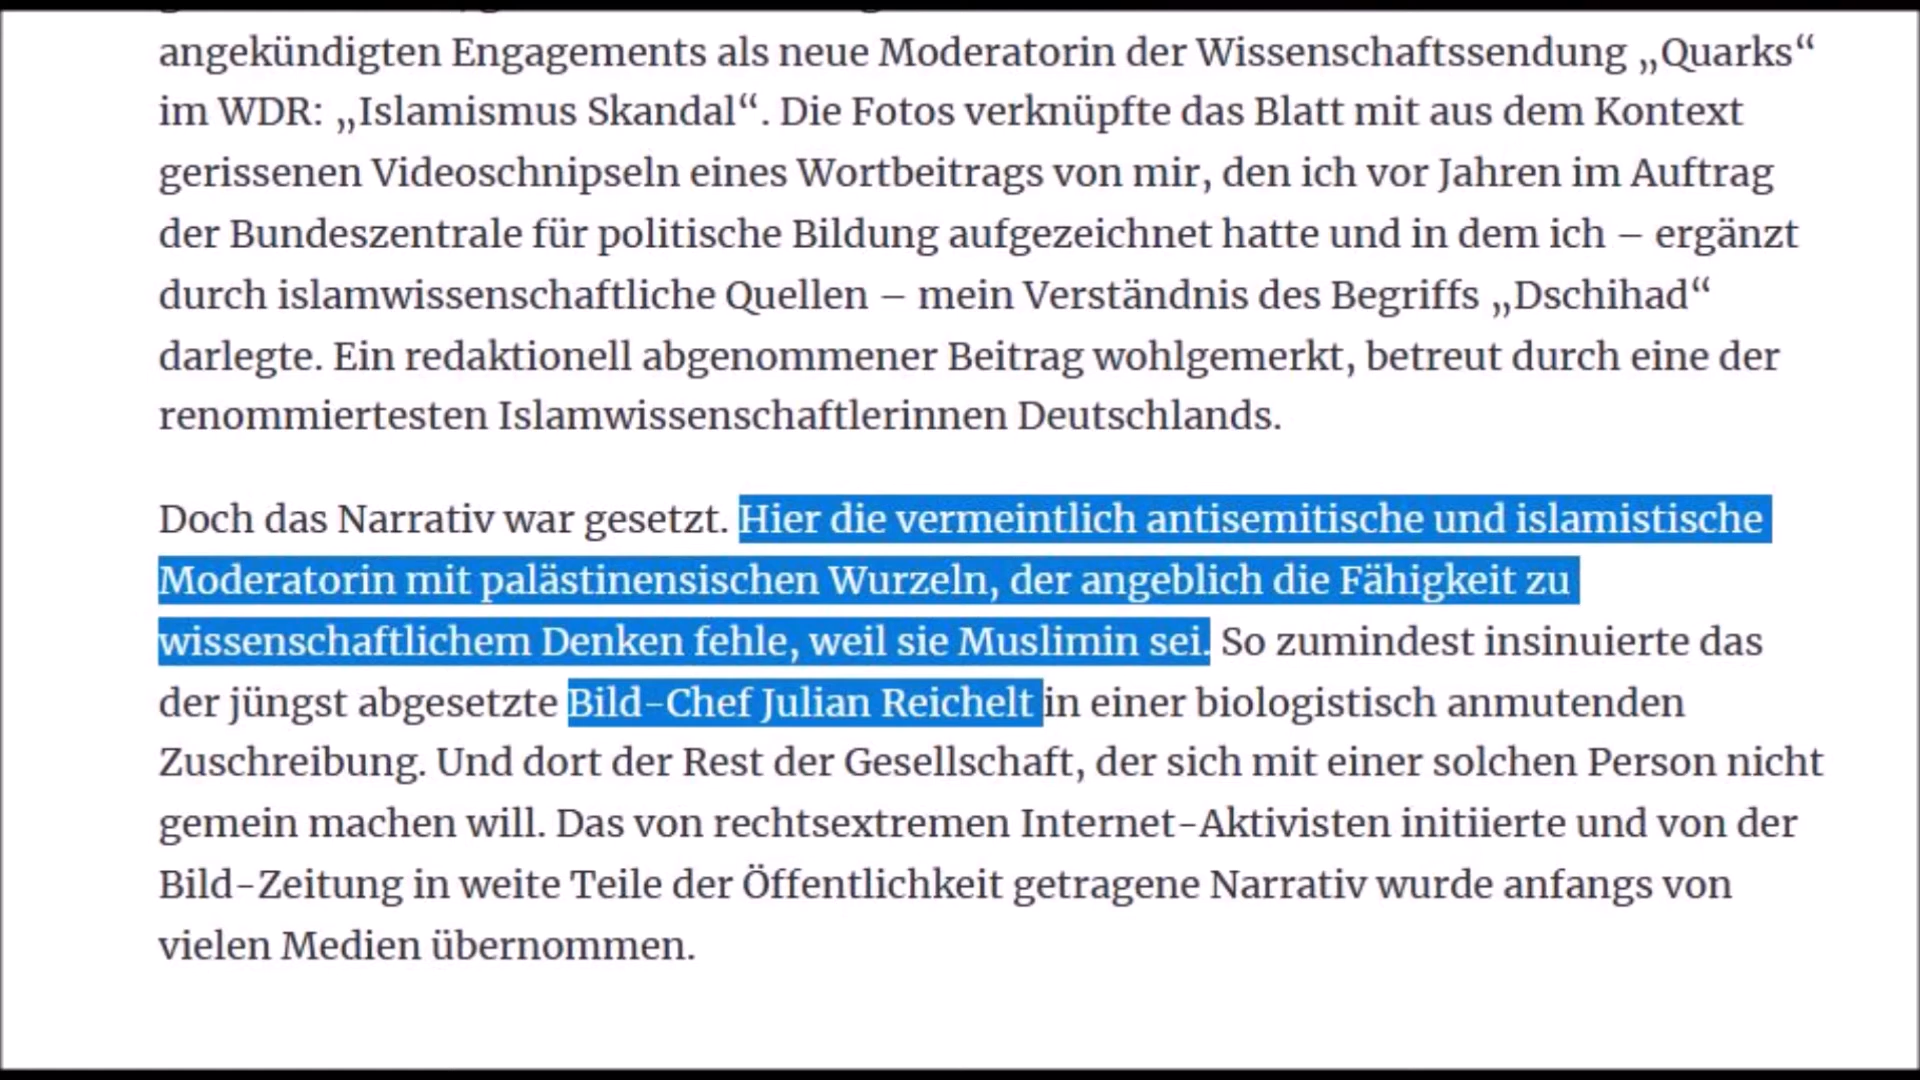 angekündigten Engagements als neue Moderatorin der Wissenschaftssendung „Quarks“
im WDR: „Islamismus Skandal“. Die Fotos verknüpfte das Blatt mit aus dem Kontext
gerissenen Videoschnipseln eines Wortbeitrags von mir, den ich vor Jahren im Auftrag
der Bundeszentrale für politische Bildung aufgezeichnet hatte und in dem ich – ergänzt
durch islamwissenschaftliche Quellen – mein Verständnis des Begriffs „Dschihad“
darlegte. Ein redaktionell abgenommener Beitrag wohlgemerkt, betreut durch eine der
renommiertesten Islamwissenschaftlerinnen Deutschlands.
Doch das Narrativ war gesetzt. Hier die vermeintlich antisemitische und islamistische
Moderatorin mit palästinensischen Wurzeln, der angeblich die Fähigkeit zu
wissenschaftlichem Denken fehle, weil sie Muslimin sei. So zumindest insinuierte das
der jüngst abgesetzte Bild-Chef Julian Reichelt in einer biologistisch anmutenden
Zuschreibung. Und dort der Rest der Gesellschaft, der sich mit einer solchen Person nicht
gemein machen will. Das von rechtsextremen Internet-Aktivisten initiierte und von der
Bild-Zeitung in weite Teile der Öffentlichkeit getragene Narrativ wurde anfangs von
vielen Medien übernommen.